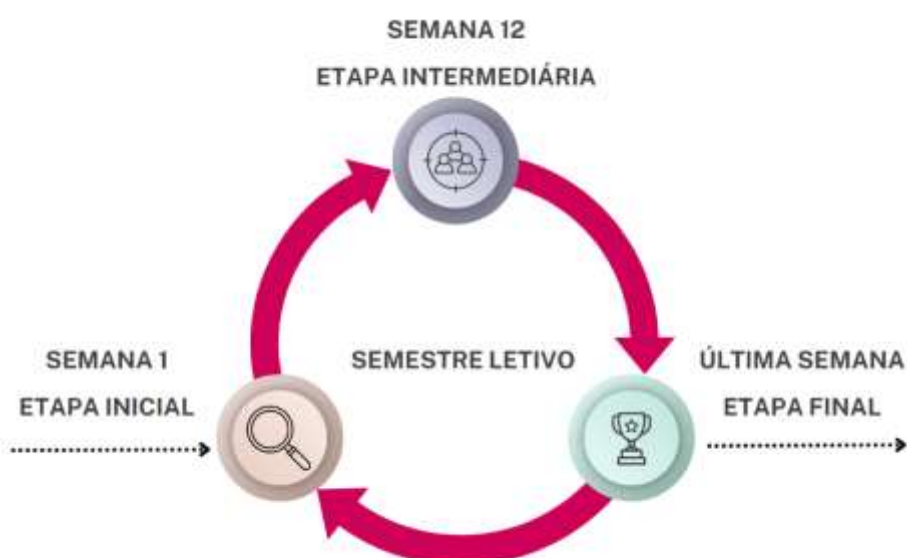 SEMANA 12
ETAPA INTERMEDIÁRIA
SEMANA 1
ETAPA INICIAL
SEMESTRE LETIVO
ÚLTIMA SEMANA
ETAPA FINAL